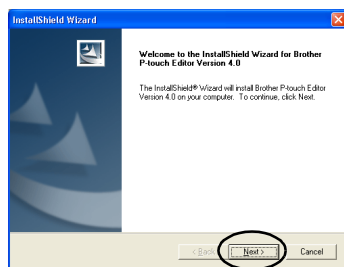 InstallShield Wizard
Welcome to the InstallShield Wizard for Brother
P-touch Editor Version 4.0
The InstallShield® Wizard will install Brother P-touch Editor
Version 4.0 on your computer. To continue, click Next.
< Back Next > Cancel